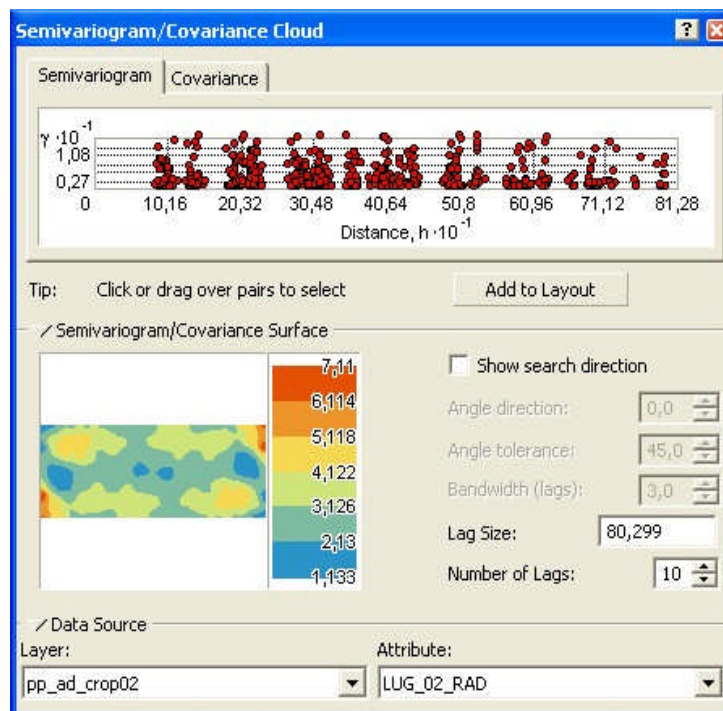 Semivariogram/Covariance Cloud
Semivariogram Covariance
γ ·10⁻¹
1,08
0,27
0 10,16 20,32 30,48 40,64 50,8 60,96 71,12 81,28
Distance, h ·10⁻¹
Tip: Click or drag over pairs to select Add to Layout
Semivariogram/Covariance Surface
7,11
6,114
5,118
4,122
3,126
2,13
1,133
Show search direction
Angle direction: 0,0
Angle tolerance: 45,0
Bandwidth (lags): 3,0
Lag Size: 80,299
Number of Lags: 10
Data Source
Layer: Attribute:
pp_ad_crop02 LUG_02_RAD